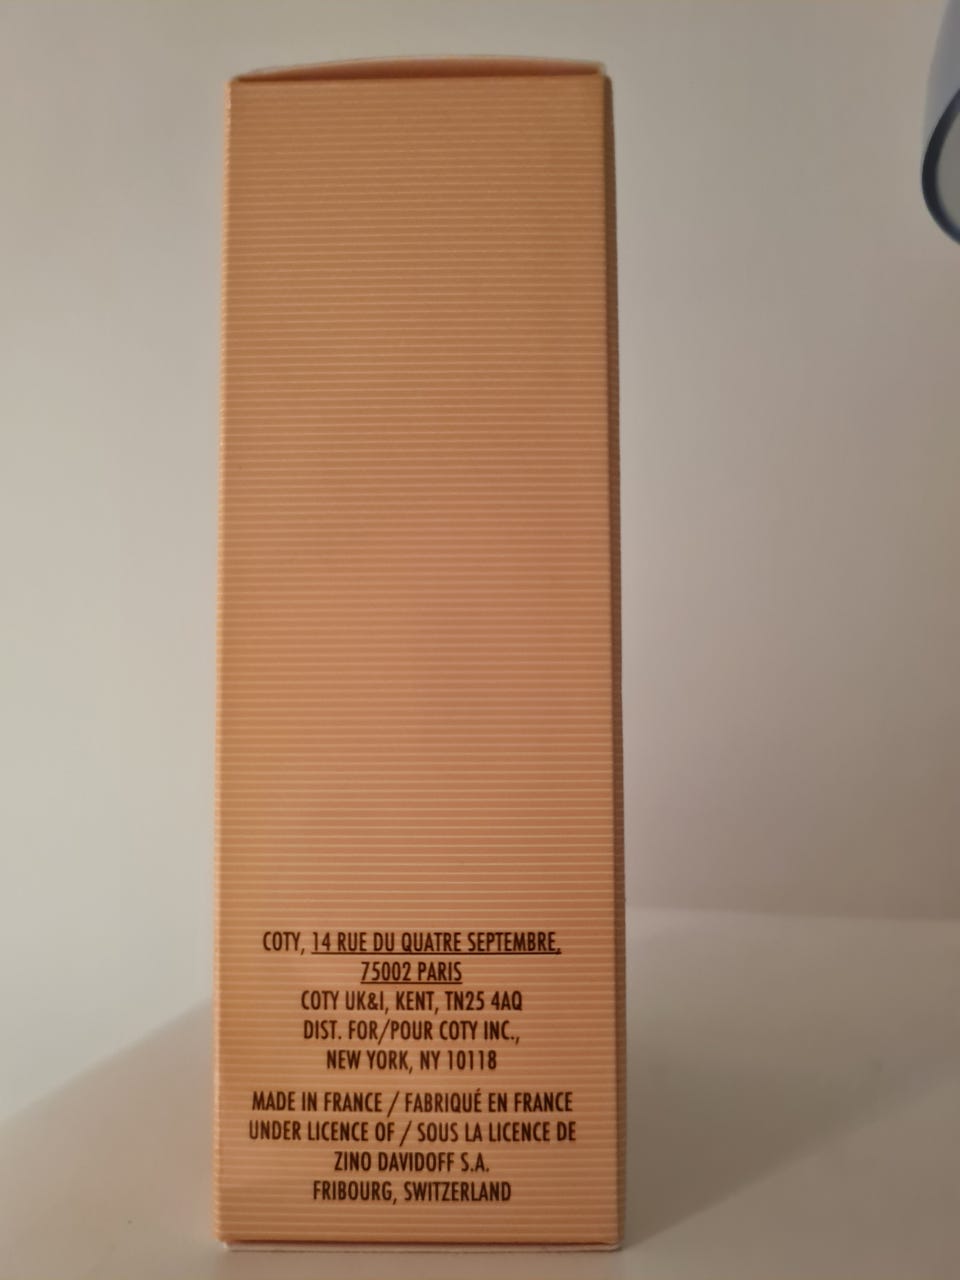 COTY, 14 RUE DU QUATRE SEPTEMBRE,
75002 PARIS
COTY UK&I, KENT, TN25 4AQ
DIST. FOR/POUR COTY INC.,
NEW YORK, NY 10118
MADE IN FRANCE / FABRIQUÉ EN FRANCE
UNDER LICENCE OF / SOUS LA LICENCE DE
ZINO DAVIDOFF S.A.
FRIBOURG, SWITZERLAND